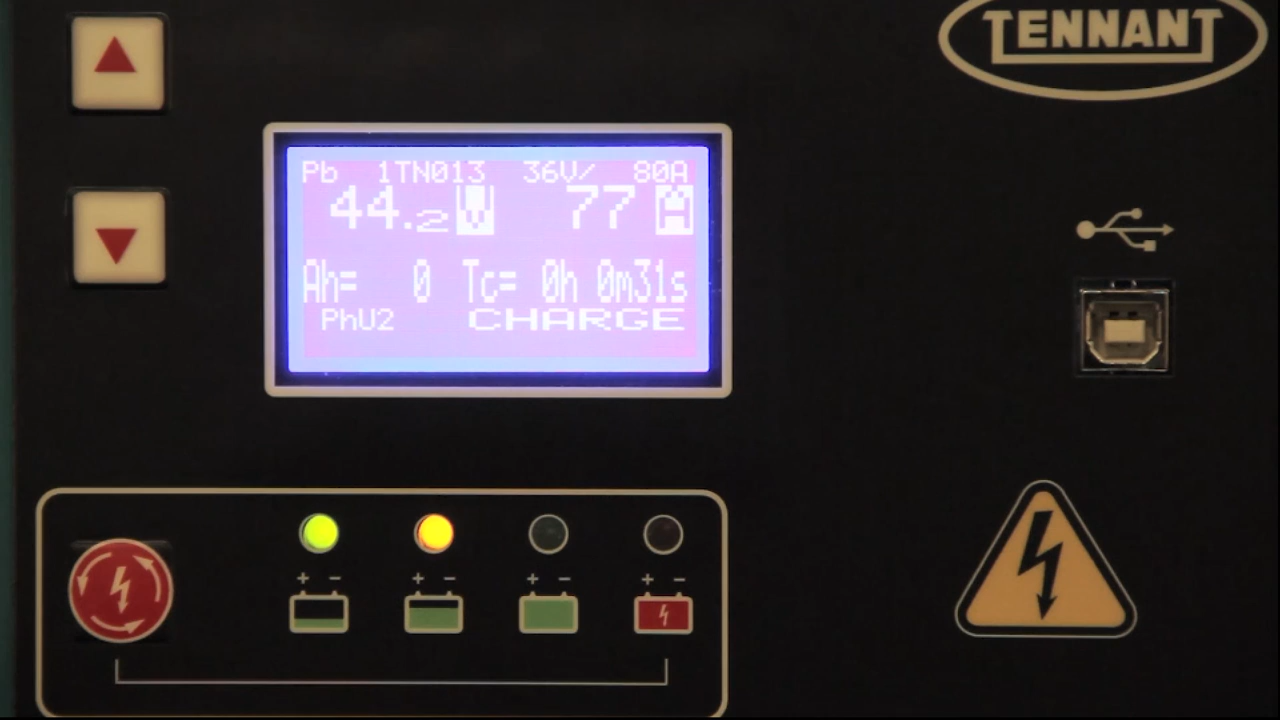 TENNANT
Pb 1TN013 36V/ 80A
44.2 V 77 A
Ah= 0 Tc= 0h 0m31s
PhU2 CHARGE
+ - + - + - + -